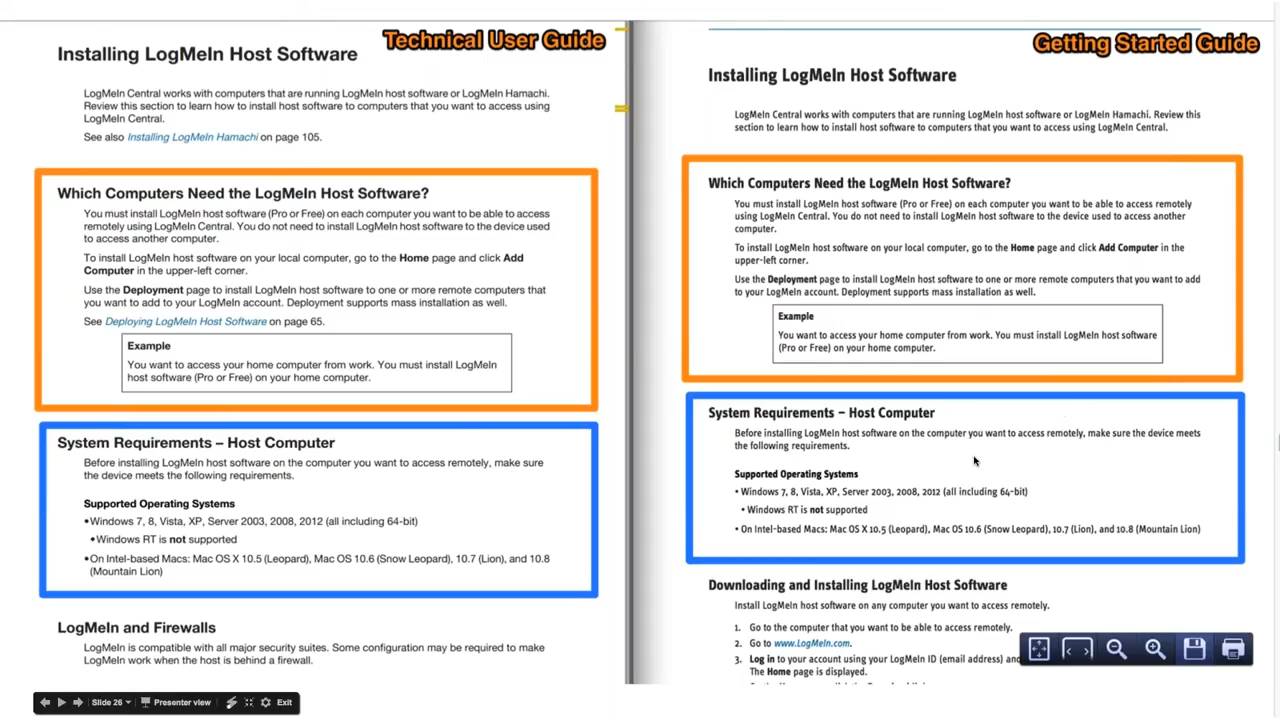 Technical User Guide
Installing LogMeIn Host Software
LogMeIn Central works with computers that are running LogMeIn host software or LogMeIn Hamachi.
Review this section to learn how to install host software to computers that you want to access using
LogMeIn Central.
See also Installing LogMeIn Hamachi on page 105.
Which Computers Need the LogMeIn Host Software?
You must install LogMeIn host software (Pro or Free) on each computer you want to be able to access
remotely using LogMeIn Central. You do not need to install LogMeIn host software to the device used
to access another computer.
To install LogMeIn host software on your local computer, go to the Home page and click Add
Computer in the upper-left corner.
Use the Deployment page to install LogMeIn host software to one or more remote computers that
you want to add to your LogMeIn account. Deployment supports mass installation as well.
See Deploying LogMeIn Host Software on page 65.
Example
You want to access your home computer from work. You must install LogMeIn
host software (Pro or Free) on your home computer.
System Requirements – Host Computer
Before installing LogMeIn host software on the computer you want to access remotely, make sure
the device meets the following requirements.
Supported Operating Systems
•Windows 7, 8, Vista, XP, Server 2003, 2008, 2012 (all including 64-bit)
•Windows RT is not supported
•On Intel-based Macs: Mac OS X 10.5 (Leopard), Mac OS 10.6 (Snow Leopard), 10.7 (Lion), and 10.8
(Mountain Lion)
LogMeIn and Firewalls
LogMeIn is compatible with all major security suites. Some configuration may be required to make
LogMeIn work when the host is behind a firewall.
Getting Started Guide
Installing LogMeIn Host Software
LogMeIn Central works with computers that are running LogMeIn host software or LogMeIn Hamachi. Review this
section to learn how to install host software to computers that you want to access using LogMeIn Central.
Which Computers Need the LogMeIn Host Software?
You must install LogMeIn host software (Pro or Free) on each computer you want to be able to access remotely
using LogMeIn Central. You do not need to install LogMeIn host software to the device used to access another
computer.
To install LogMeIn host software on your local computer, go to the Home page and click Add Computer in the
upper-left corner.
Use the Deployment page to install LogMeIn host software to one or more remote computers that you want to add
to your LogMeIn account. Deployment supports mass installation as well.
Example
You want to access your home computer from work. You must install LogMeIn host software
(Pro or Free) on your home computer.
System Requirements – Host Computer
Before installing LogMeIn host software on the computer you want to access remotely, make sure the device meets
the following requirements.
Supported Operating Systems
• Windows 7, 8, Vista, XP, Server 2003, 2008, 2012 (all including 64-bit)
• Windows RT is not supported
• On Intel-based Macs: Mac OS X 10.5 (Leopard), Mac OS 10.6 (Snow Leopard), 10.7 (Lion), and 10.8 (Mountain Lion)
Downloading and Installing LogMeIn Host Software
Install LogMeIn host software on any computer you want to access remotely.
1. Go to the computer that you want to be able to access remotely.
2. Go to www.LogMeIn.com.
3. Log in to your account using your LogMeIn ID (email address) and
The Home page is displayed.
Slide 26
Presenter view
Exit